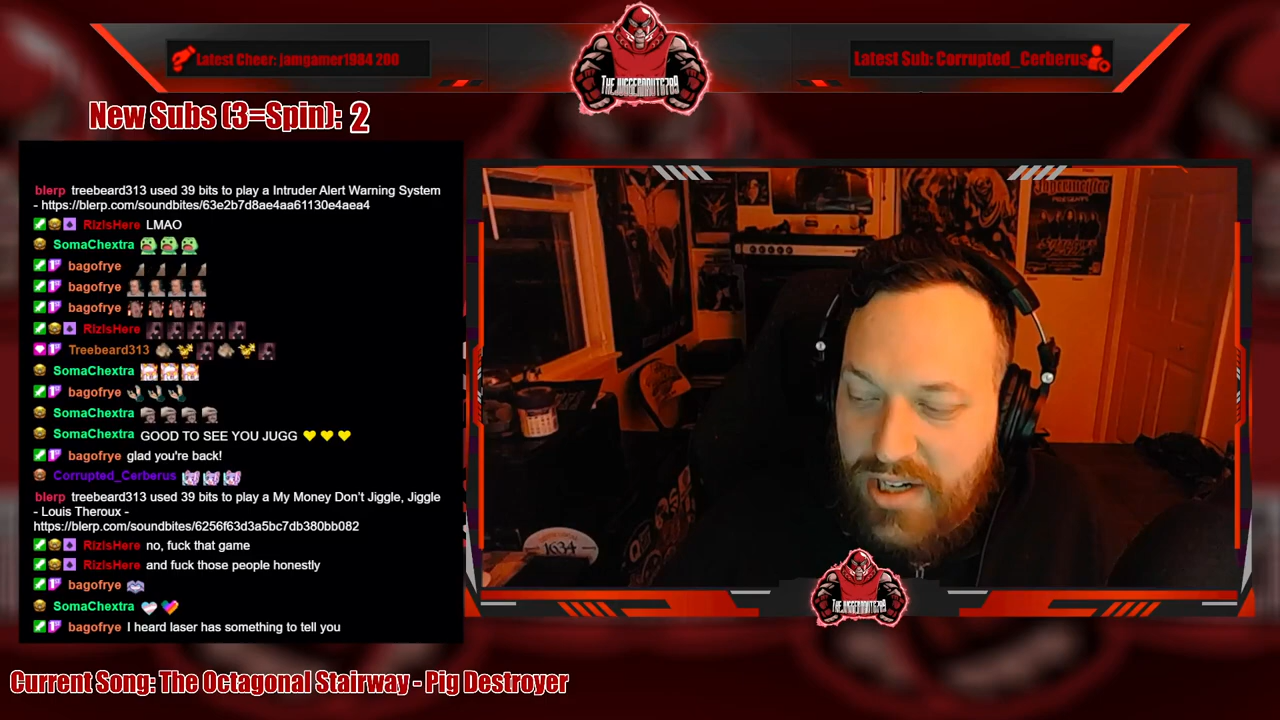 Latest Cheer: jamgamer1984 200
THEJUGGERNAUT6789
Latest Sub: Corrupted_Cerberus
New Subs (3=Spin): 2
blerp treebeard313 used 39 bits to play a Intruder Alert Warning System
- https://blerp.com/soundbites/63e2b7d8ae4aa61130e4aea4
RizIsHere LMAO
SomaChextra
bagofrye
bagofrye
bagofrye
RizIsHere
Treebeard313
SomaChextra
bagofrye
SomaChextra
SomaChextra GOOD TO SEE YOU JUGG 💛 💛 💛
bagofrye glad you're back!
Corrupted_Cerberus
blerp treebeard313 used 39 bits to play a My Money Don't Jiggle, Jiggle
- Louis Theroux -
https://blerp.com/soundbites/6256f63d3a5bc7db380bb082
RizIsHere no, fuck that game
RizIsHere and fuck those people honestly
bagofrye
SomaChextra
bagofrye I heard laser has something to tell you
Jägermeister
1634
THEJUGGERNAUT6789
Current Song: The Octagonal Stairway - Pig Destroyer